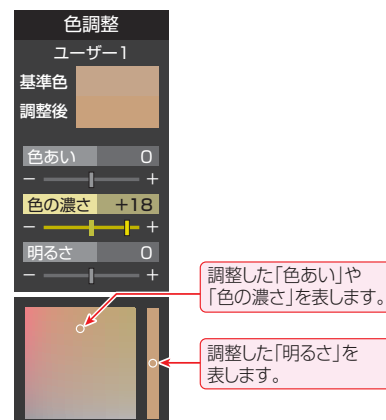 色調整
ユーザー1
基準色
調整後
色あい 0
− +
色の濃さ +18
− +
明るさ 0
− +
調整した「色あい」や
「色の濃さ」を表します。
調整した「明るさ」を
表します。